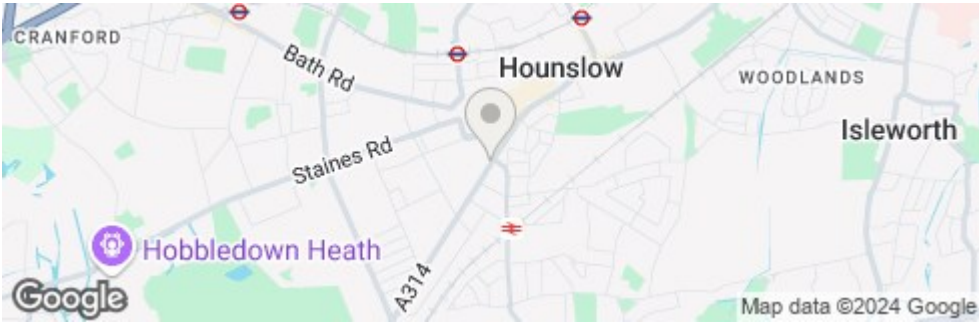 CRANFORD
Bath Rd
Hounslow
WOODLANDS
Isleworth
Staines Rd
Hobbledown Heath
A314
Google
Map data ©2024 Google